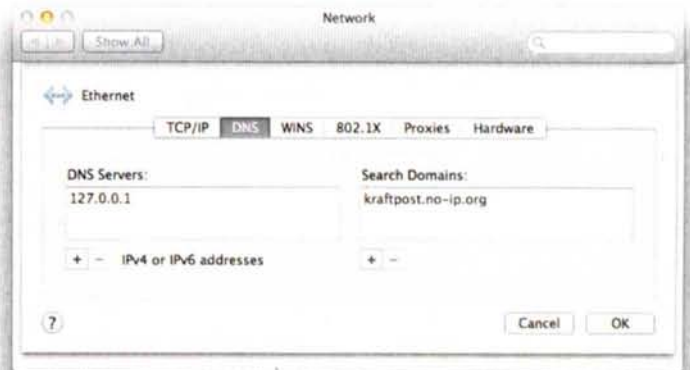 Network
Show All
Ethernet
TCP/IP DNS WINS 802.1X Proxies Hardware
DNS Servers:
127.0.0.1
Search Domains:
kraftpost.no-ip.org
+ - IPv4 or IPv6 addresses
+ -
?
Cancel OK